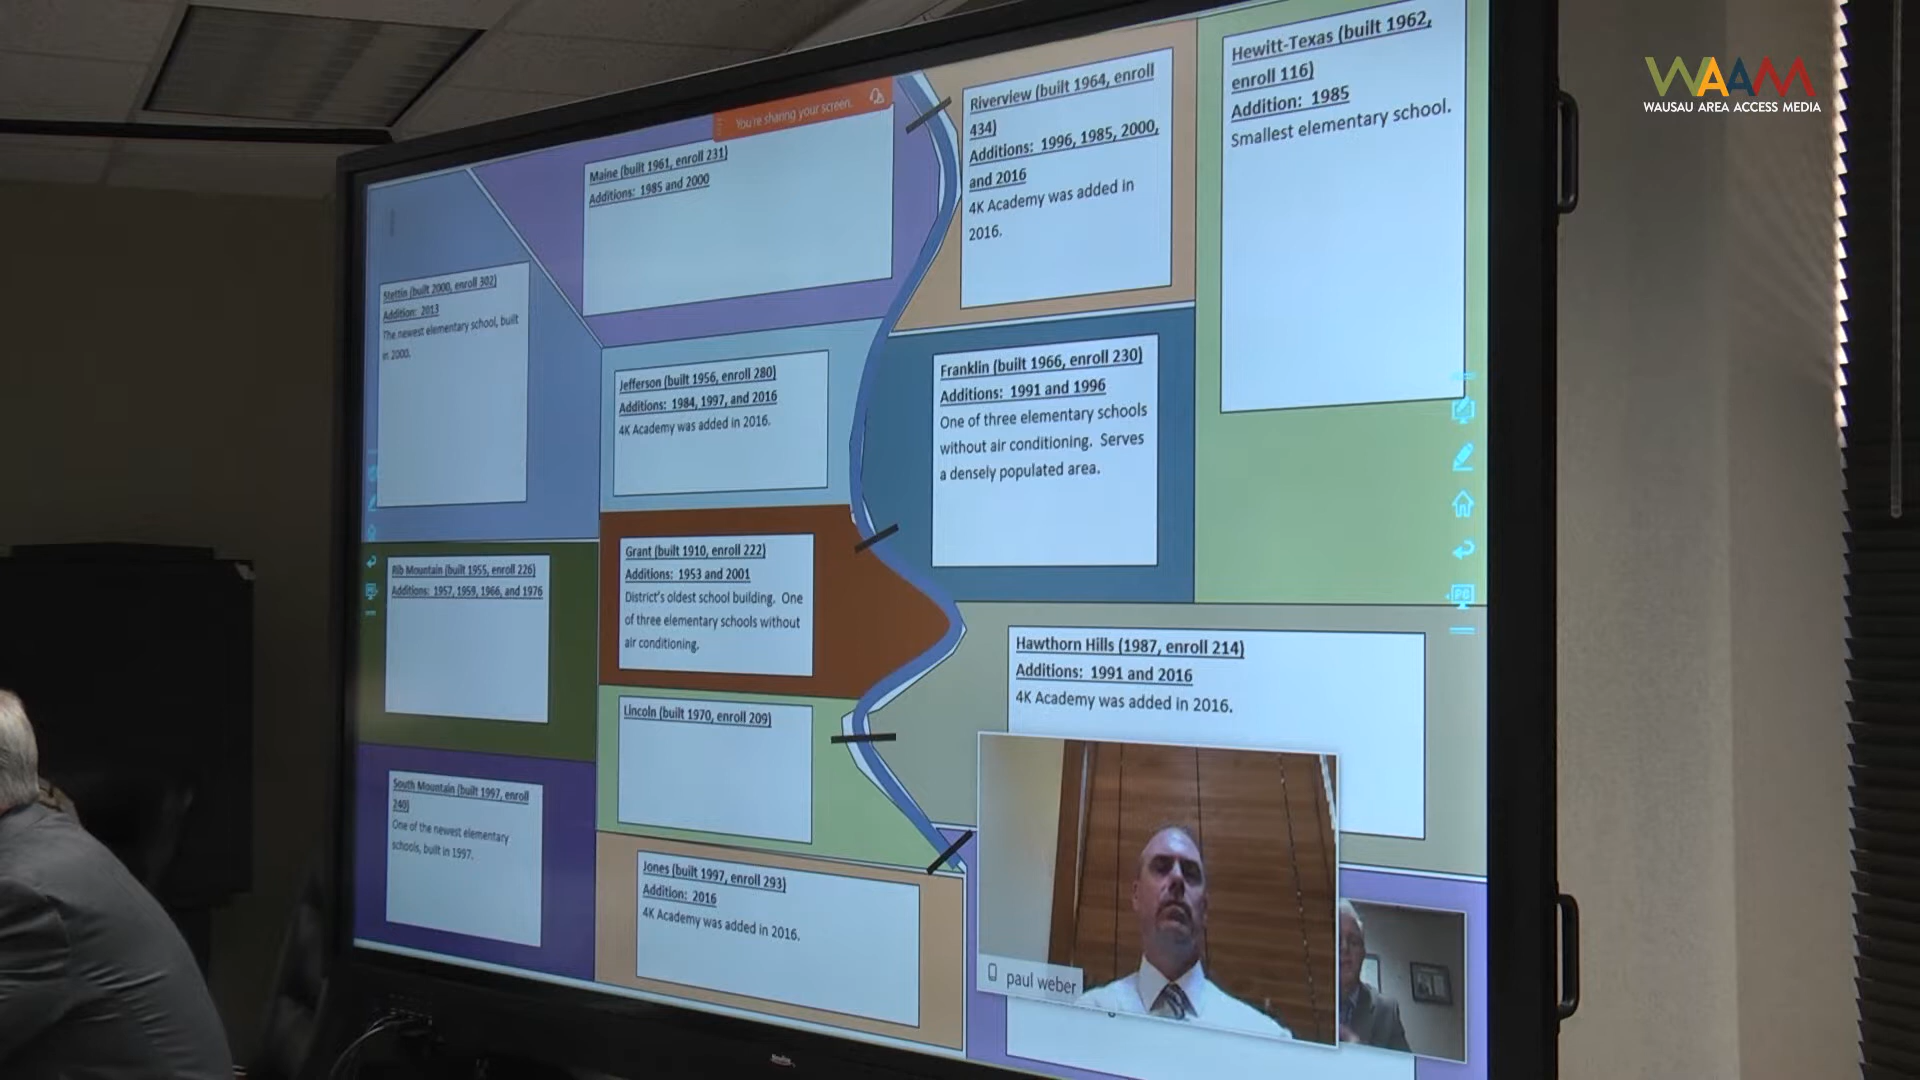 WAAM
WAUSAU AREA ACCESS MEDIA
You're sharing your screen.
Maine (built 1961, enroll 231)
Additions: 1985 and 2000
Riverview (built 1964, enroll
434)
Additions: 1996, 1985, 2000,
and 2016
4K Academy was added in
2016.
Hewitt-Texas (built 1962,
enroll 116)
Addition: 1985
Smallest elementary school.
Stettin (built 2000, enroll 302)
Addition: 2013
The newest elementary school, built
in 2000.
Jefferson (built 1956, enroll 280)
Additions: 1984, 1997, and 2016
4K Academy was added in 2016.
Franklin (built 1966, enroll 230)
Additions: 1991 and 1996
One of three elementary schools
without air conditioning. Serves
a densely populated area.
Rib Mountain (built 1955, enroll 226)
Additions: 1957, 1959, 1966, and 1976
Grant (built 1910, enroll 222)
Additions: 1953 and 2001
District's oldest school building. One
of three elementary schools without
air conditioning.
Hawthorn Hills (1987, enroll 214)
Additions: 1991 and 2016
4K Academy was added in 2016.
Lincoln (built 1970, enroll 209)
South Mountain (built 1997, enroll
240)
One of the newest elementary
schools, built in 1997.
Jones (built 1997, enroll 293)
Addition: 2016
4K Academy was added in 2016.
paul weber
PC